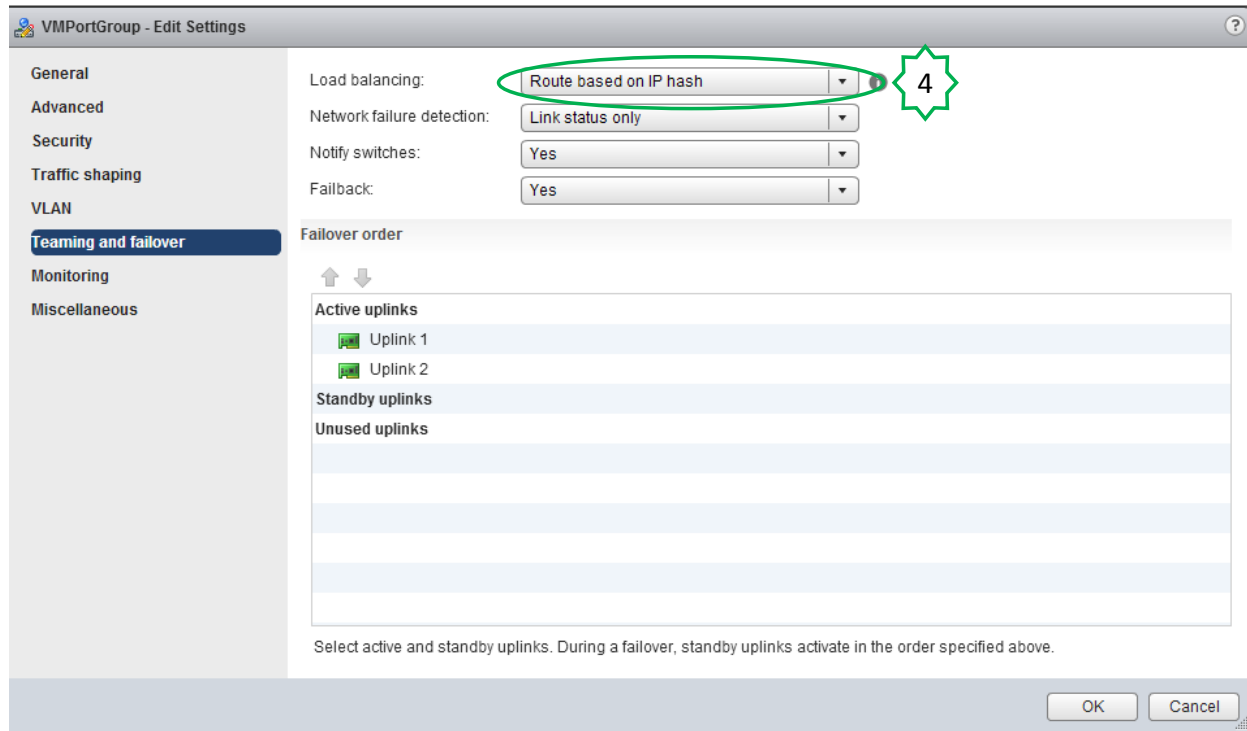 VMPortGroup - Edit Settings
?
General
Advanced
Security
Traffic shaping
VLAN
Teaming and failover
Monitoring
Miscellaneous
Load balancing:
Route based on IP hash
4
Network failure detection:
Link status only
Notify switches:
Yes
Failback:
Yes
Failover order
Active uplinks
Uplink 1
Uplink 2
Standby uplinks
Unused uplinks
Select active and standby uplinks. During a failover, standby uplinks activate in the order specified above.
OK
Cancel